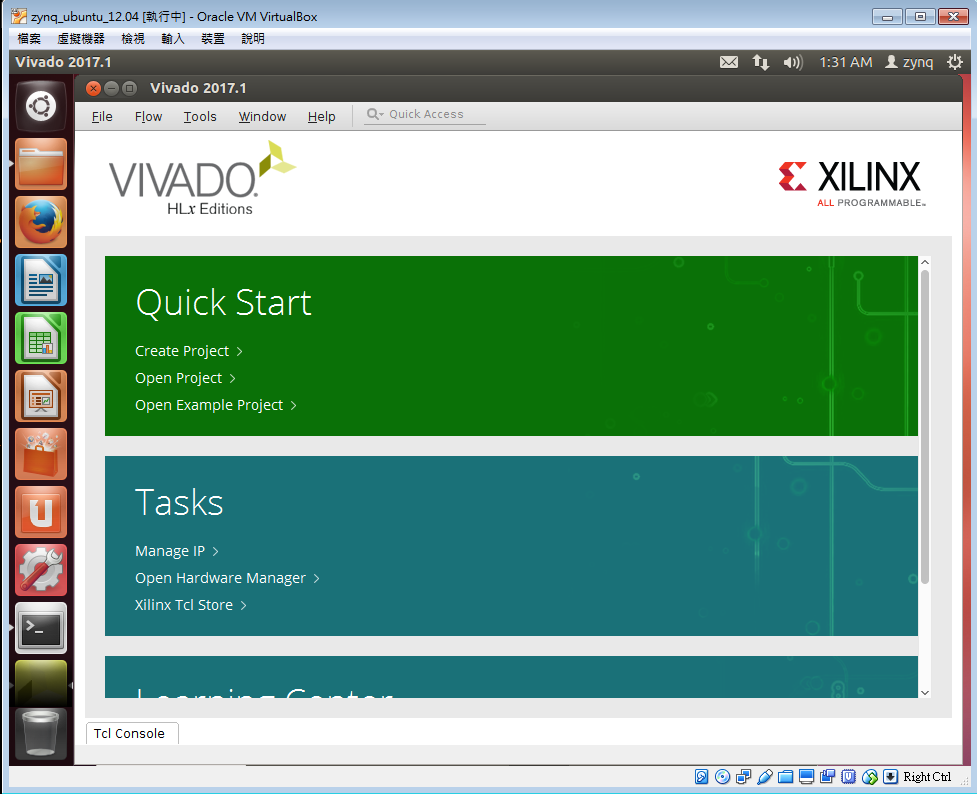 zynq_ubuntu_12.04 [執行中] - Oracle VM VirtualBox
檔案 虛擬機器 檢視 輸入 裝置 說明
Vivado 2017.1 1:31 AM zynq
Vivado 2017.1
File Flow Tools Window Help Quick Access
VIVADO.
HLx Editions
XILINX
ALL PROGRAMMABLE™
Quick Start
Create Project >
Open Project >
Open Example Project >
Tasks
Manage IP >
Open Hardware Manager >
Xilinx Tcl Store >
Learning Center
Tcl Console
Right Ctrl